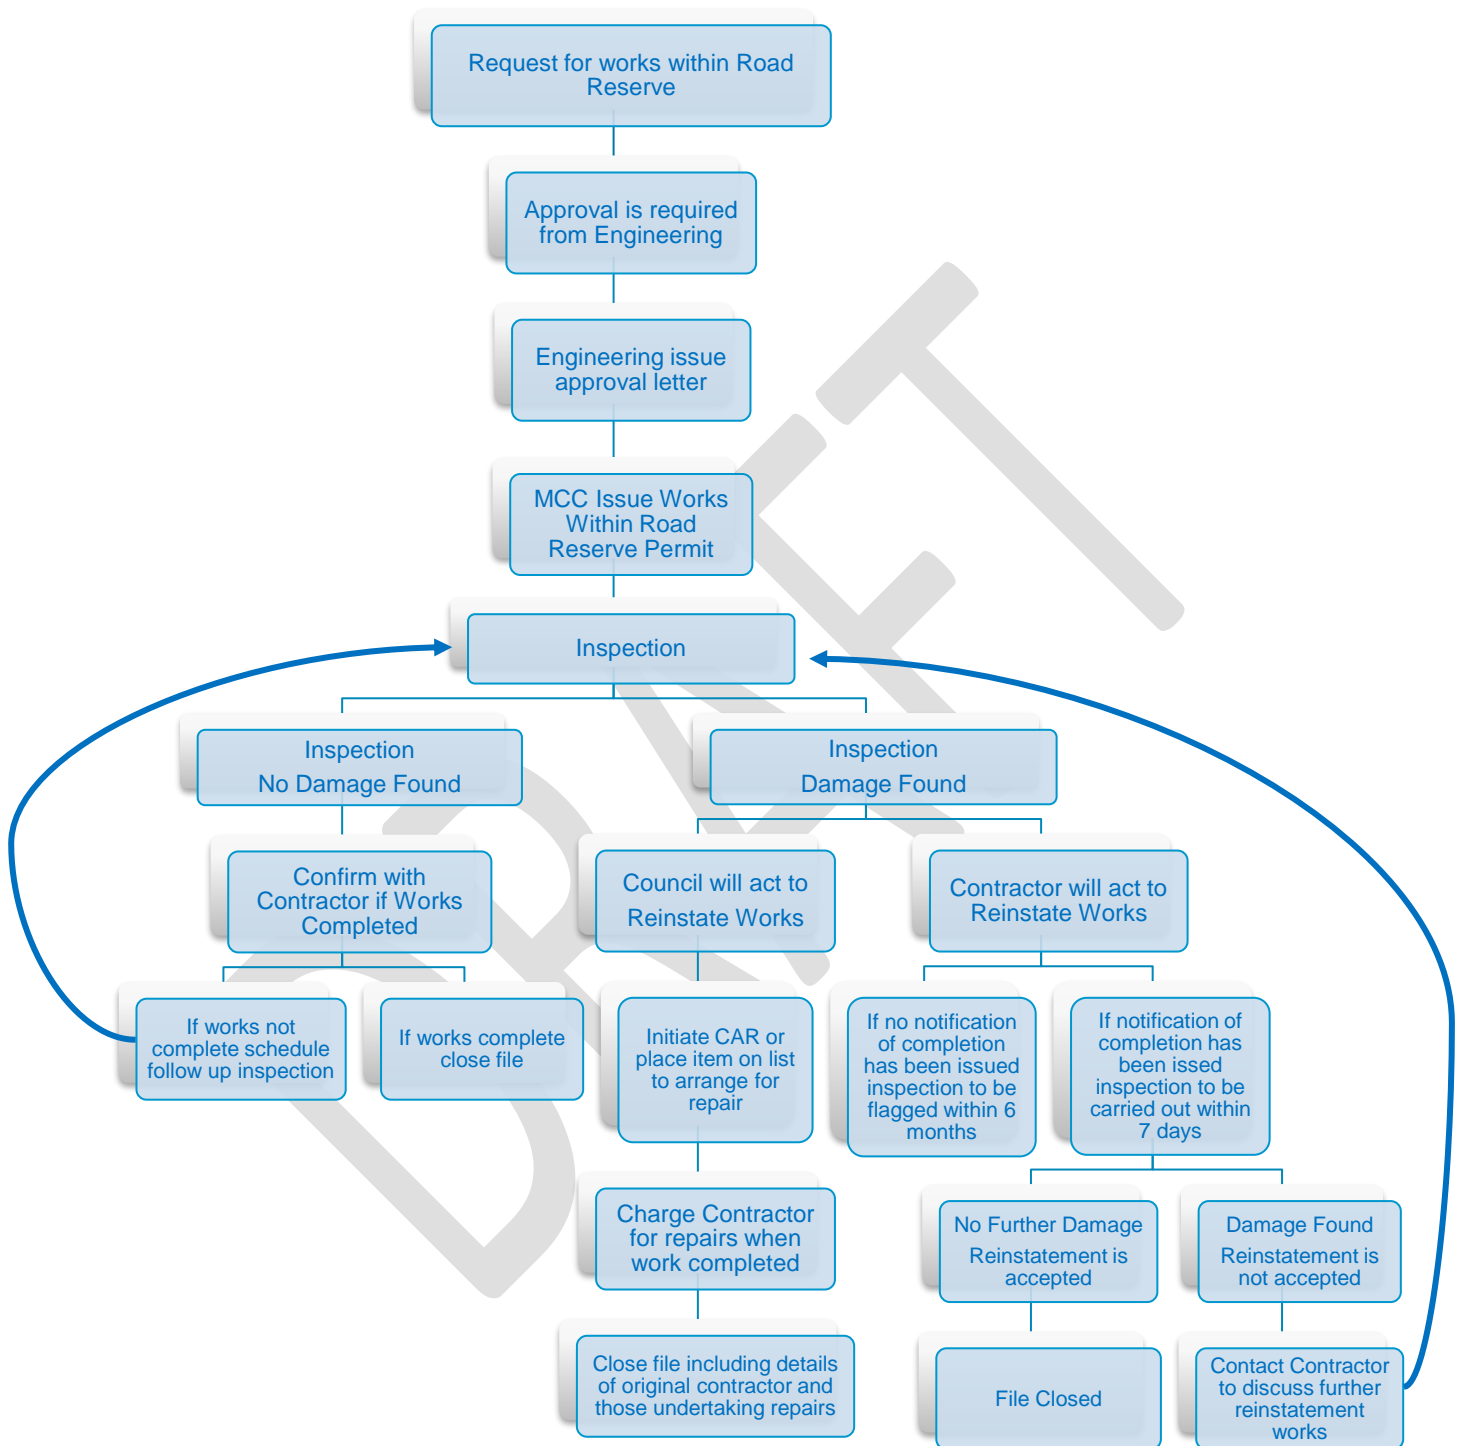 Request for works within Road
Reserve
Approval is required
from Engineering
Engineering issue
approval letter
MCC Issue Works
Within Road
Reserve Permit
Inspection
Inspection
No Damage Found
Inspection
Damage Found
Confirm with
Contractor if Works
Completed
Council will act to
Reinstate Works
Contractor will act to
Reinstate Works
If works not
complete schedule
follow up inspection
If works complete
close file
Initiate CAR or
place item on list
to arrange for
repair
If no notification
of completion
has been issued
inspection to be
flagged within 6
months
If notification of
completion has
been issed
inspection to be
carried out within
7 days
Charge Contractor
for repairs when
work completed
No Further Damage
Reinstatement is
accepted
Damage Found
Reinstatement is
not accepted
Close file including details
of original contractor and
those undertaking repairs
File Closed
Contact Contractor
to discuss further
reinstatement
works
DRAFT